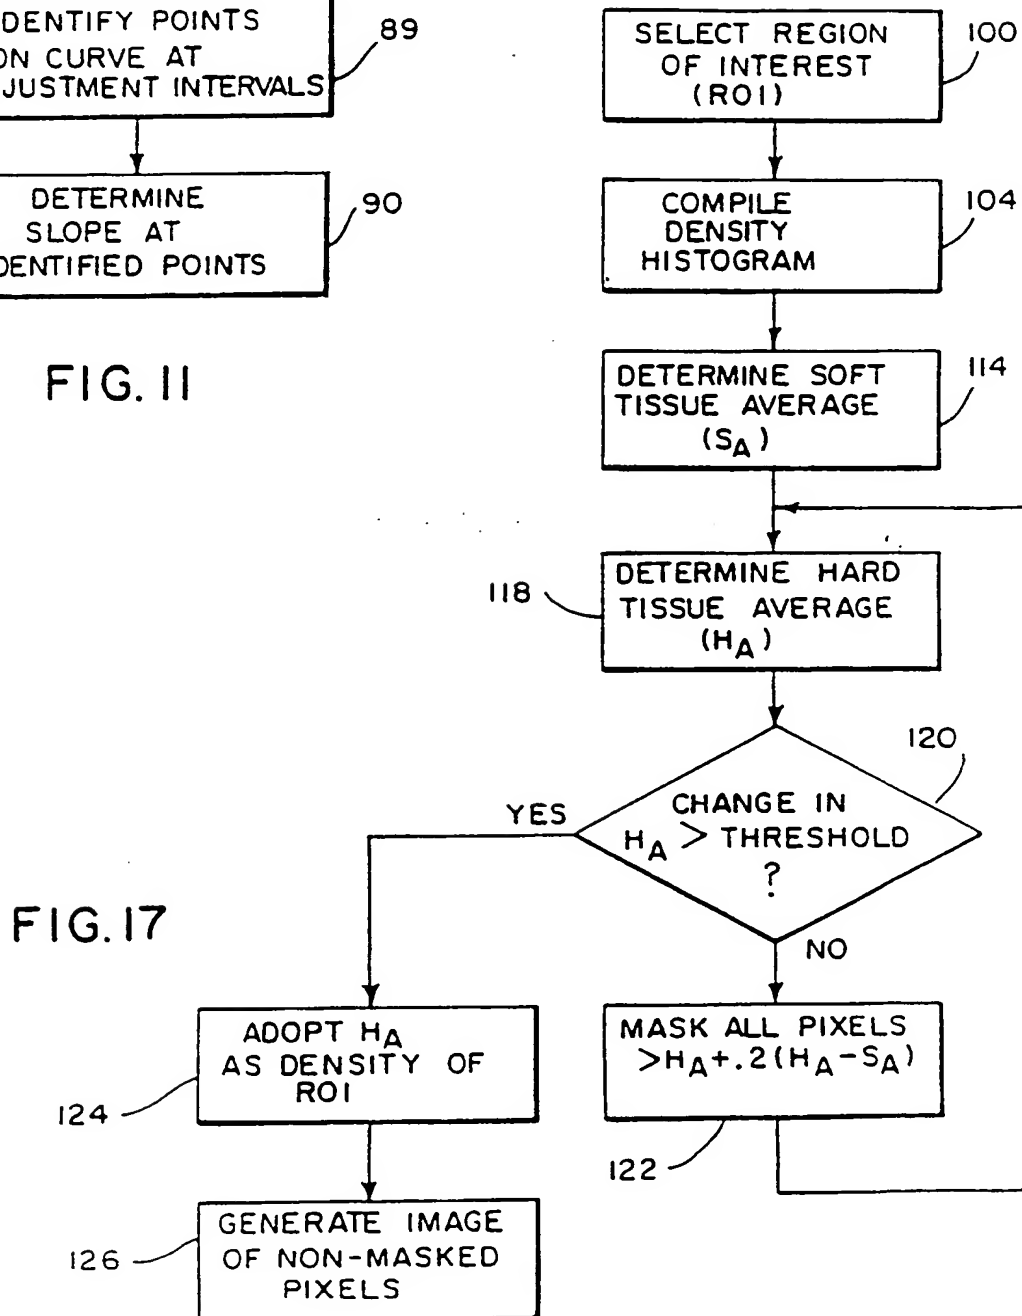 DENTIFY POINTS
ON CURVE AT
JUSTMENT INTERVALS
89
DETERMINE
SLOPE AT
DENTIFIED POINTS
90
FIG. 11
SELECT REGION
OF INTEREST
(ROI)
100
COMPILE
DENSITY
HISTOGRAM
104
DETERMINE SOFT
TISSUE AVERAGE
(SA)
114
DETERMINE HARD
TISSUE AVERAGE
(HA)
118
CHANGE IN
HA > THRESHOLD
?
120
YES
NO
FIG. 17
MASK ALL PIXELS
>HA+.2(HA-SA)
122
ADOPT HA
AS DENSITY OF
ROI
124
GENERATE IMAGE
OF NON-MASKED
PIXELS
126